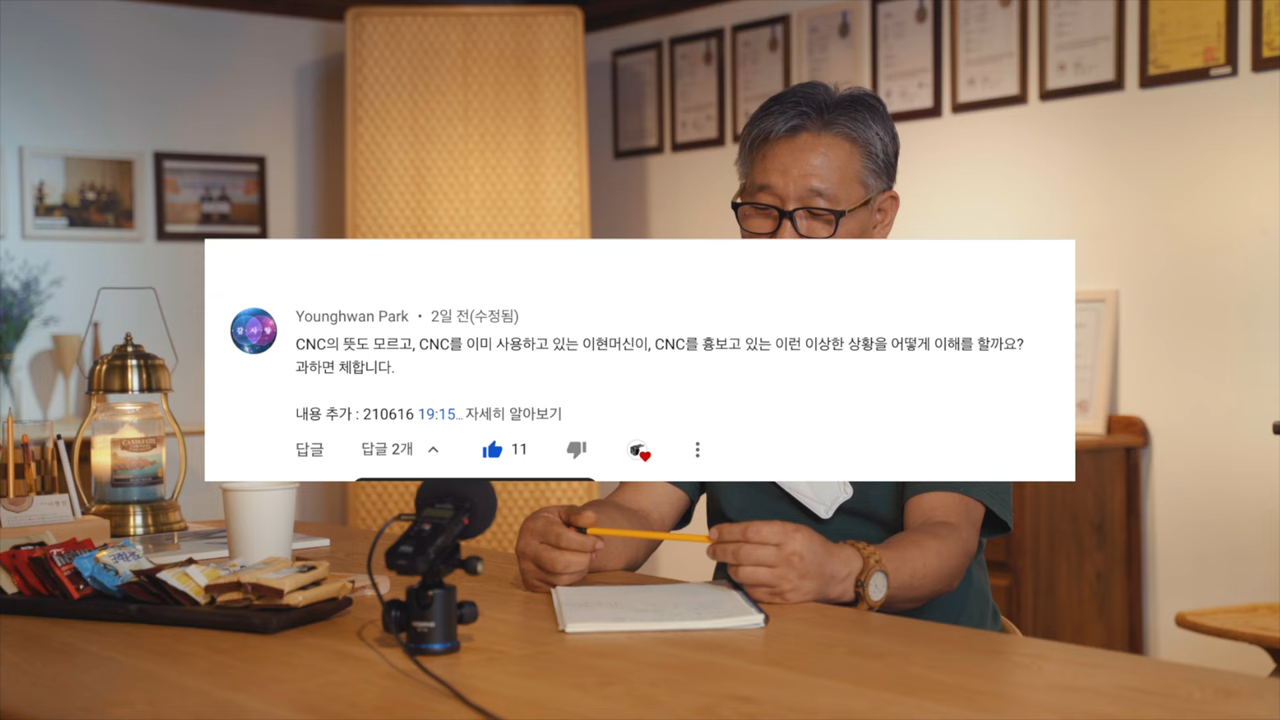 Younghwan Park • 2일 전(수정됨)
CNC의 뜻도 모르고, CNC를 이미 사용하고 있는 이현머신이, CNC를 흉보고 있는 이런 이상한 상황을 어떻게 이해를 할까요?
과하면 체합니다.
내용 추가 : 210616 19:15... 자세히 알아보기
답글 답글 2개 11